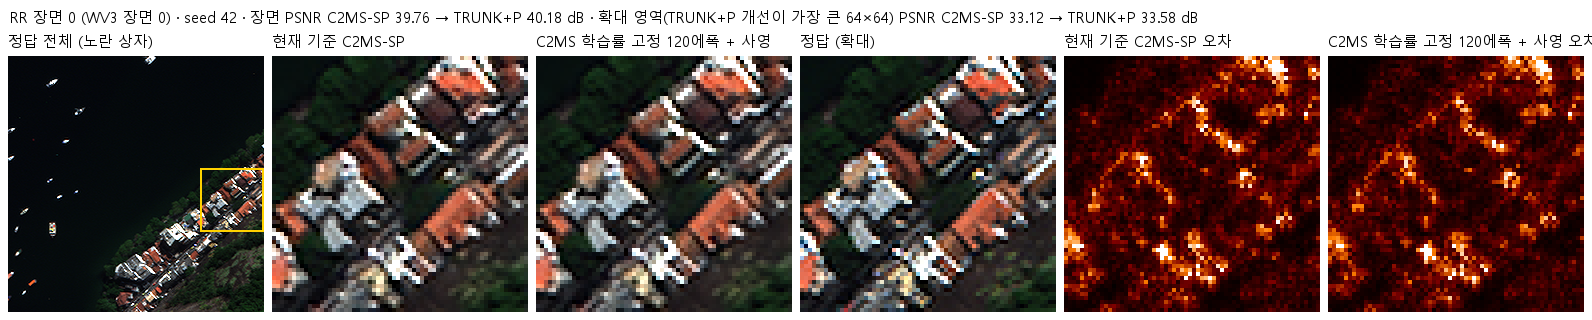 RR 장면 0 (WV3 장면 0) · seed 42 · 장면 PSNR C2MS-SP 39.76 → TRUNK+P 40.18 dB · 확대 영역(TRUNK+P 개선이 가장 큰 64×64) PSNR C2MS-SP 33.12 → TRUNK+P 33.58 dB
정답 전체 (노란 상자)
현재 기준 C2MS-SP
C2MS 학습률 고정 120에폭 + 사영
정답 (확대)
현재 기준 C2MS-SP 오차
C2MS 학습률 고정 120에폭 + 사영 오차